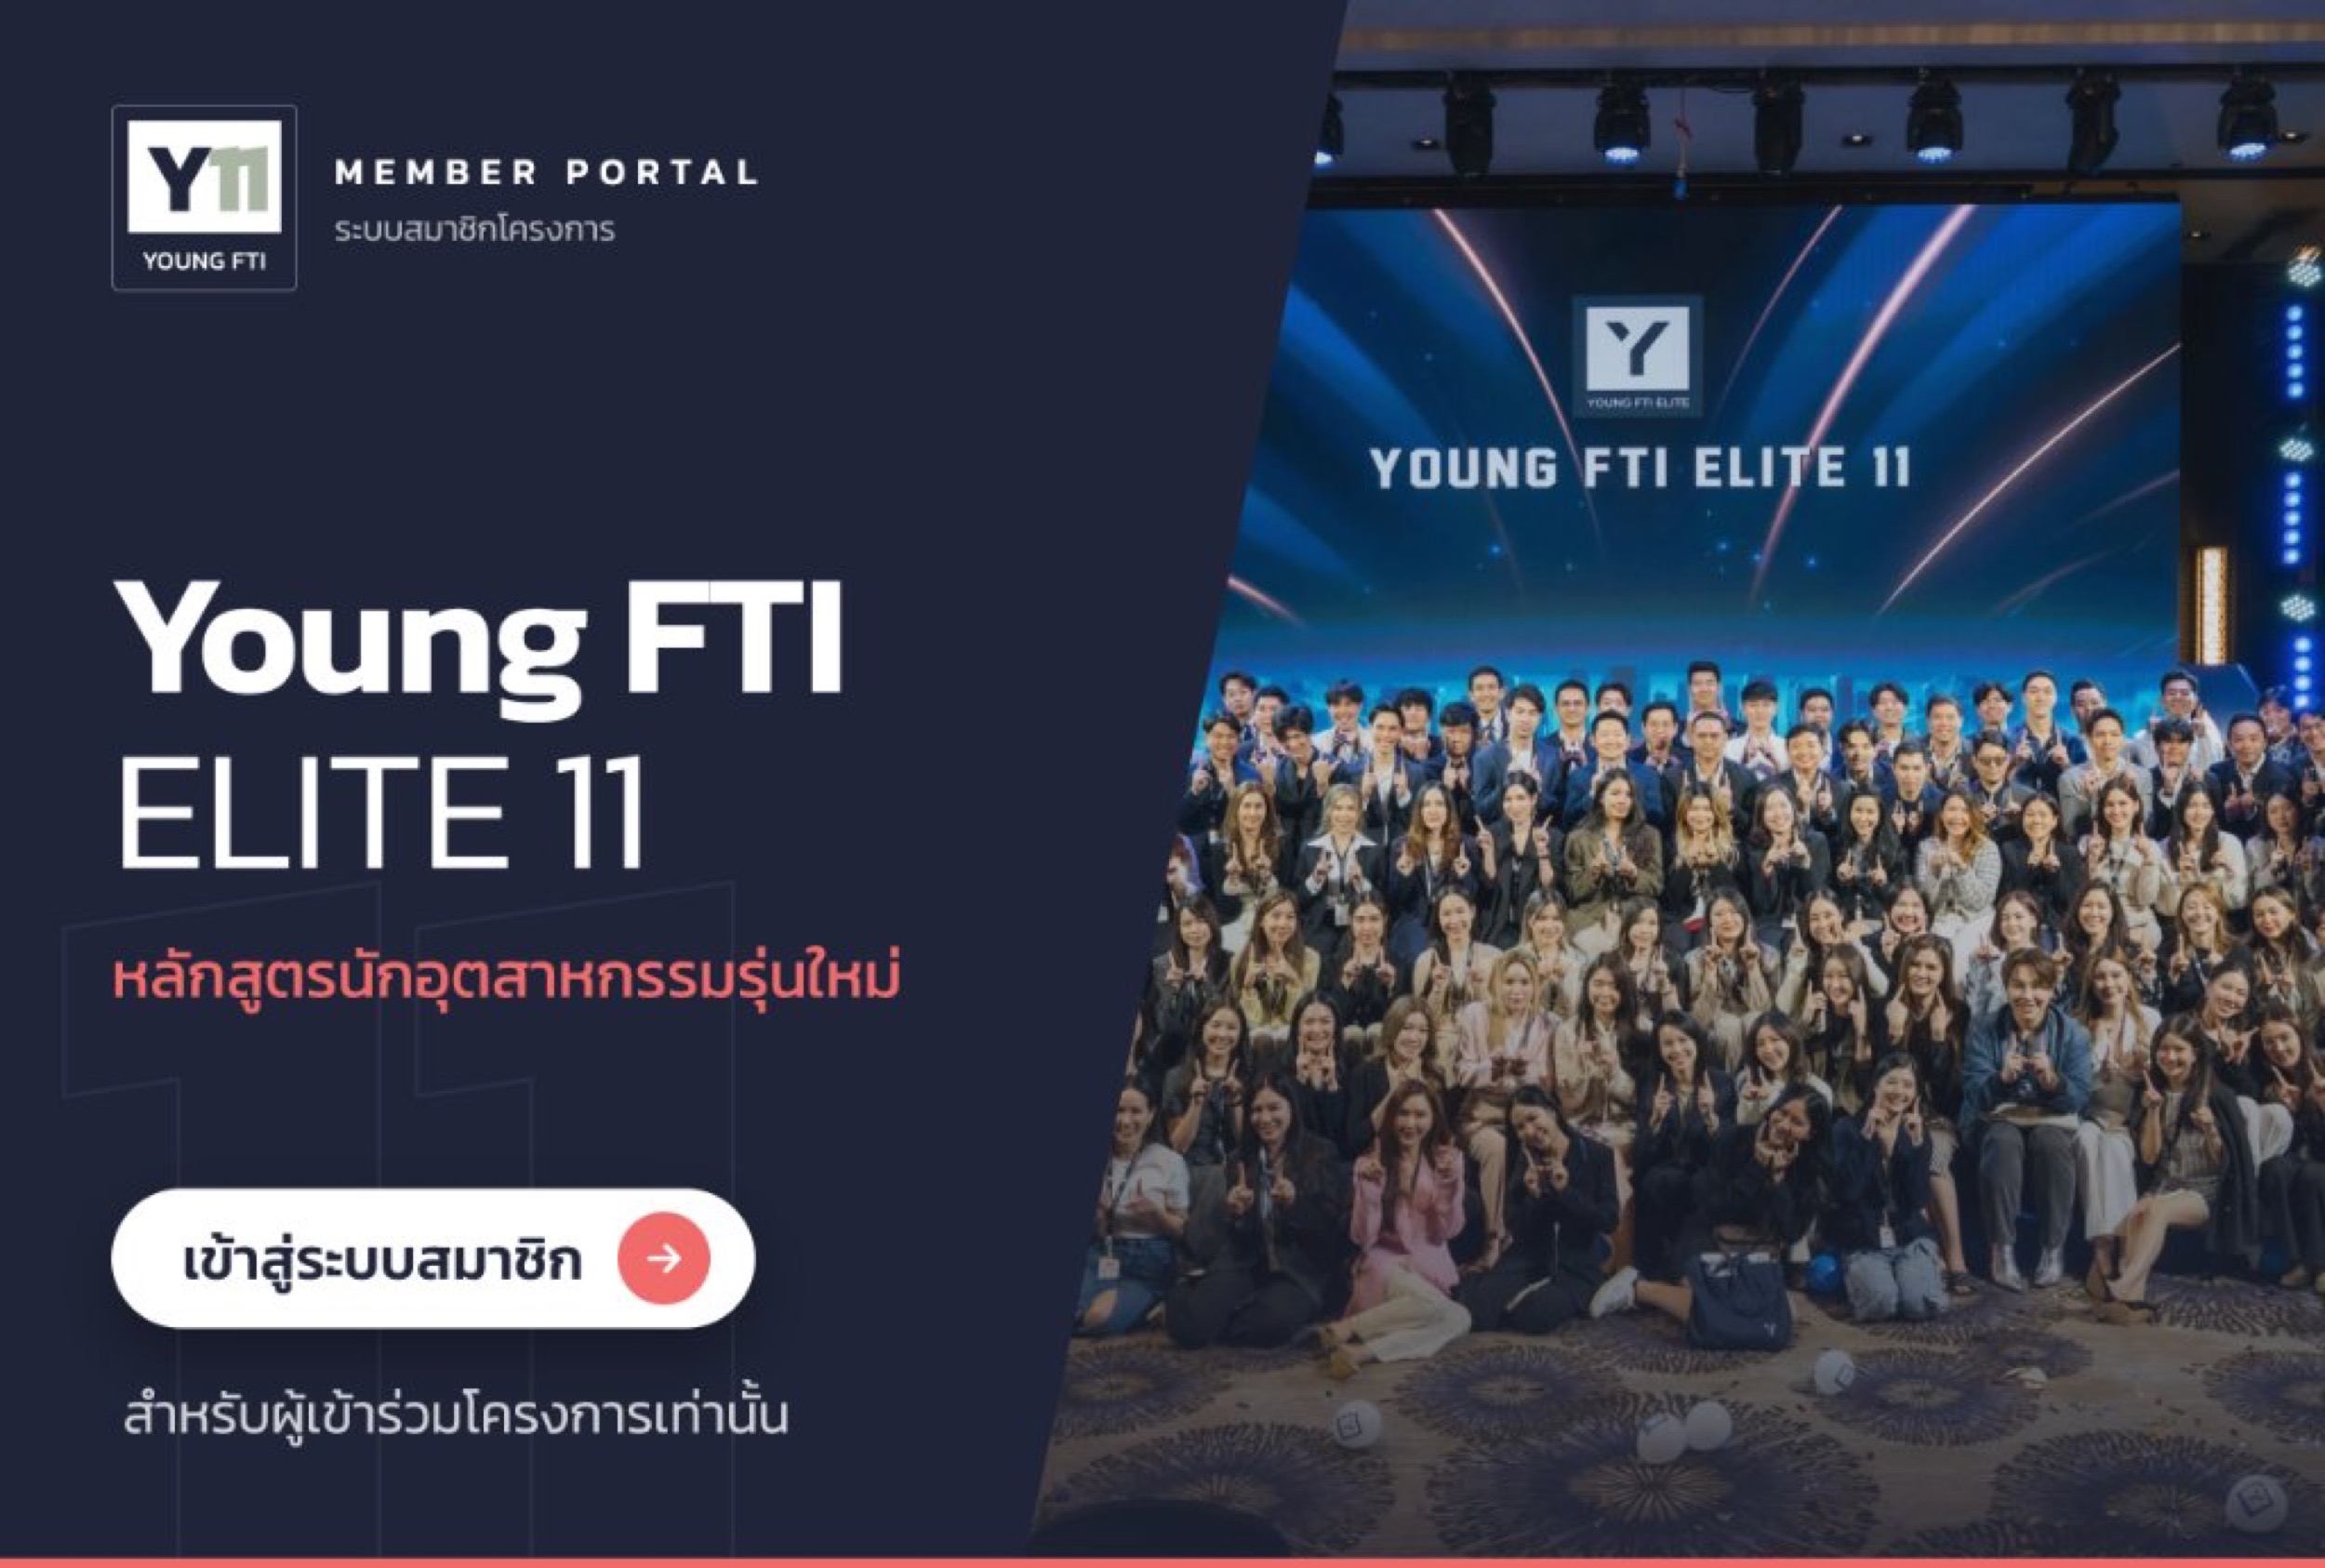 Y11
YOUNG FTI
MEMBER PORTAL
ระบบสมาชิกโครงการ
Young FTI
ELITE 11
หลักสูตรนักอุตสาหกรรมรุ่นใหม่
เข้าสู่ระบบสมาชิก
สำหรับผู้เข้าร่วมโครงการเท่านั้น
11
Y
YOUNG FTI ELITE
YOUNG FTI ELITE 11